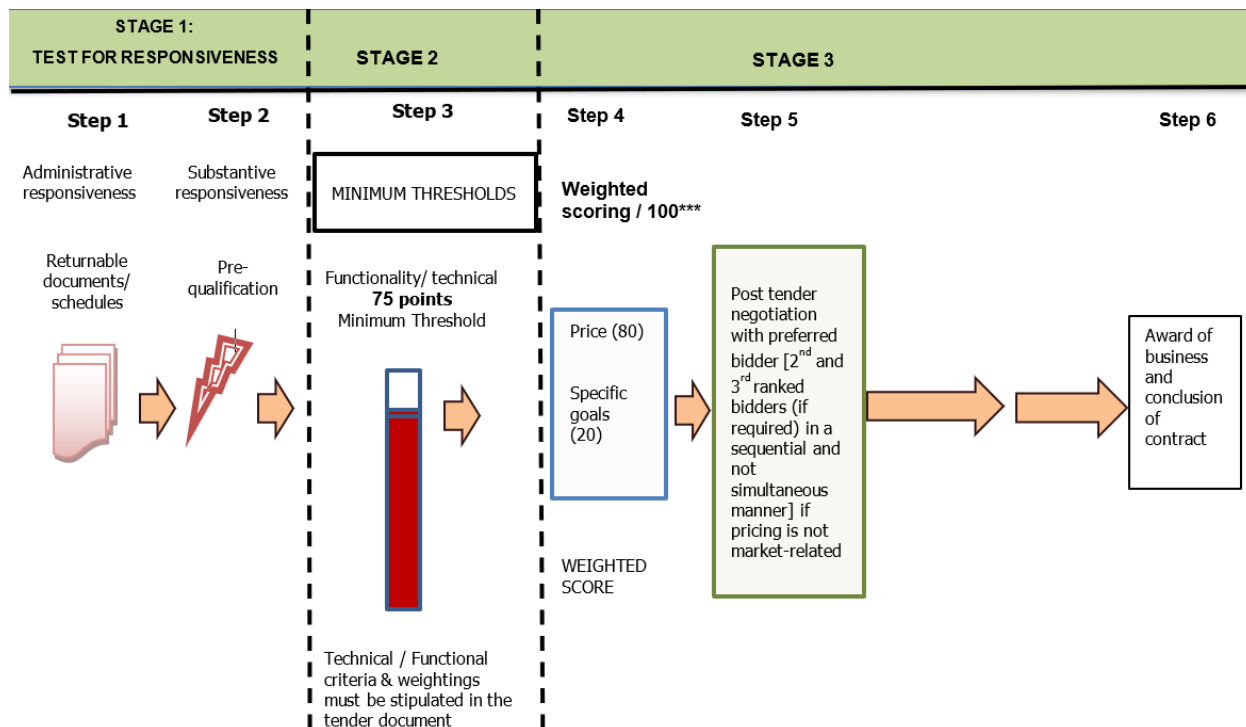 STAGE 1:
TEST FOR RESPONSIVENESS
STAGE 2
STAGE 3
Step 1
Step 2
Step 3
Step 4
Step 5
Step 6
Administrative
responsiveness
Substantive
responsiveness
MINIMUM THRESHOLDS
Weighted
scoring / 100***
Returnable
documents/
schedules
Pre-
qualification
Functionality/ technical
75 points
Minimum Threshold
Price (80)
Specific
goals
(20)
Post tender
negotiation
with preferred
bidder [2nd and
3rd ranked
bidders (if
required) in a
sequential and
not
simultaneous
manner] if
pricing is not
market-related
Award of
business
and
conclusion
of
contract
WEIGHTED
SCORE
Technical / Functional
criteria & weightings
must be stipulated in the
tender document